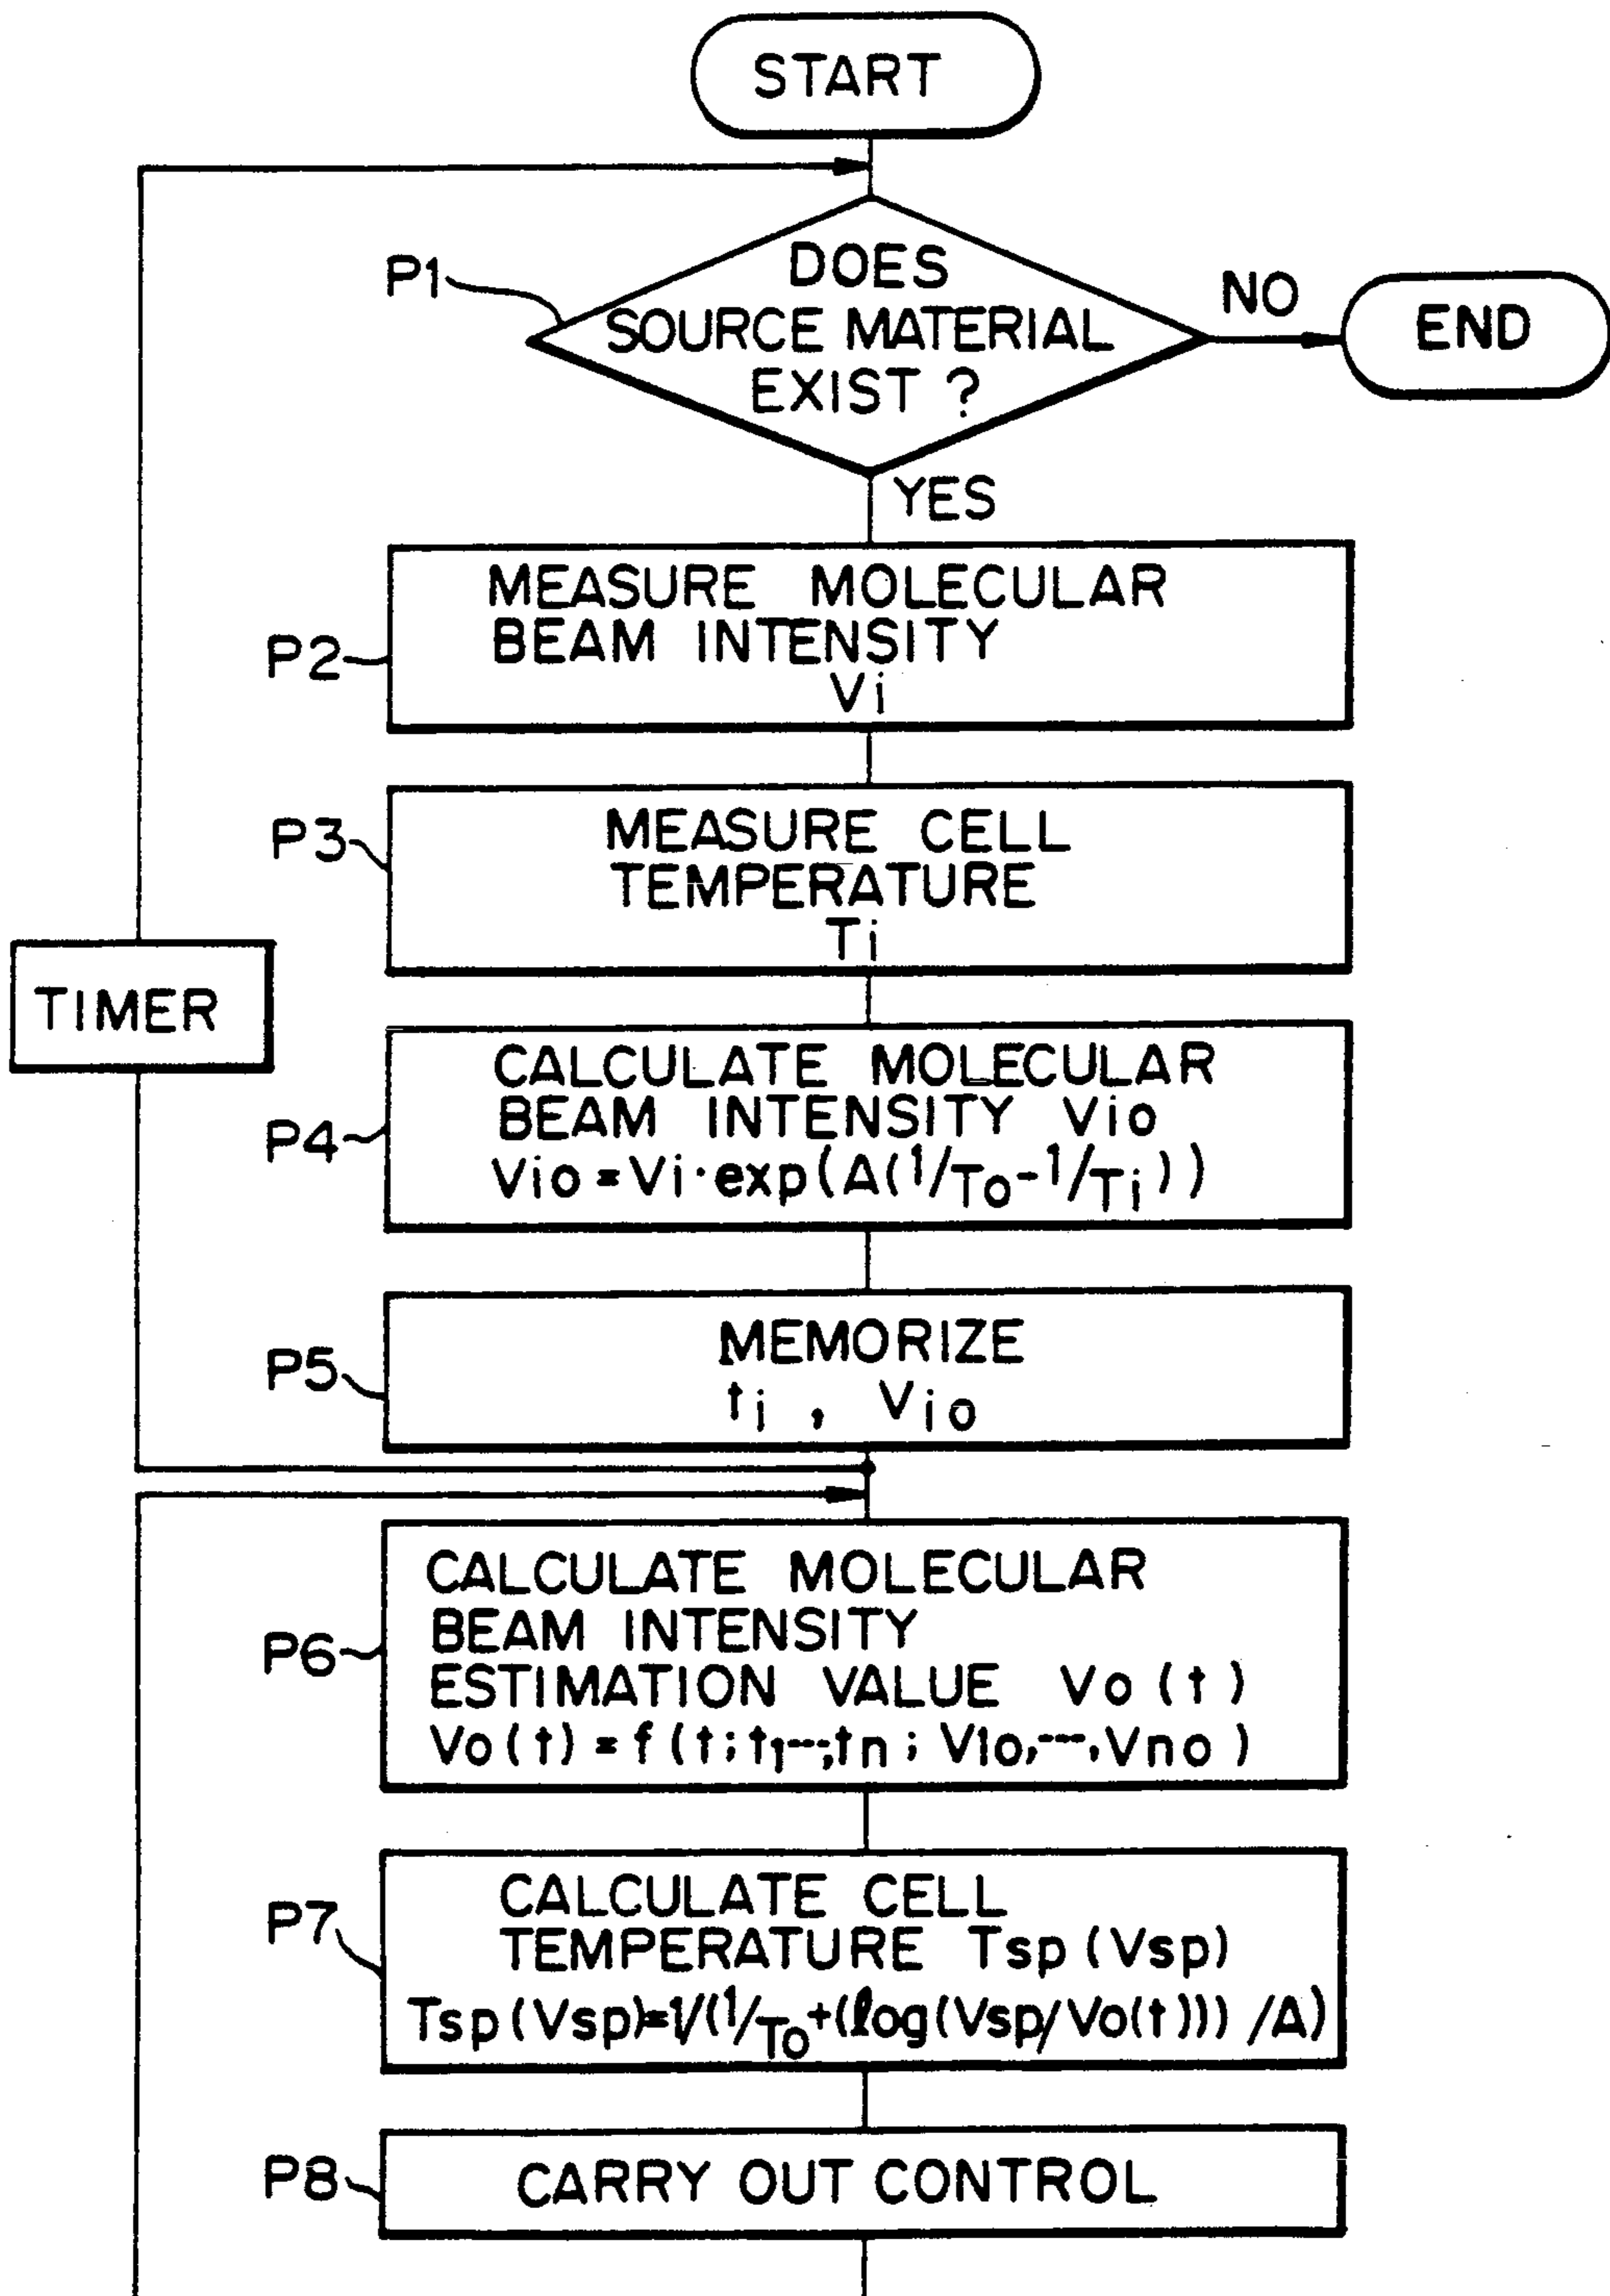 START
P1
DOES
SOURCE MATERIAL
EXIST ?
NO
END
YES
P2
MEASURE MOLECULAR
BEAM INTENSITY
Vi
P3
MEASURE CELL
TEMPERATURE
Ti
TIMER
P4
CALCULATE MOLECULAR
BEAM INTENSITY Vio
Vio = Vi·exp(A(1/To-1/Ti))
P5
MEMORIZE
ti , Vio
P6
CALCULATE MOLECULAR
BEAM INTENSITY
ESTIMATION VALUE Vo(t)
Vo(t) = f(t;t1---;tn ; V1o,---,Vno)
P7
CALCULATE CELL
TEMPERATURE Tsp (Vsp)
Tsp(Vsp)=1/(1/To+(log(Vsp/Vo(t))) /A)
P8
CARRY OUT CONTROL